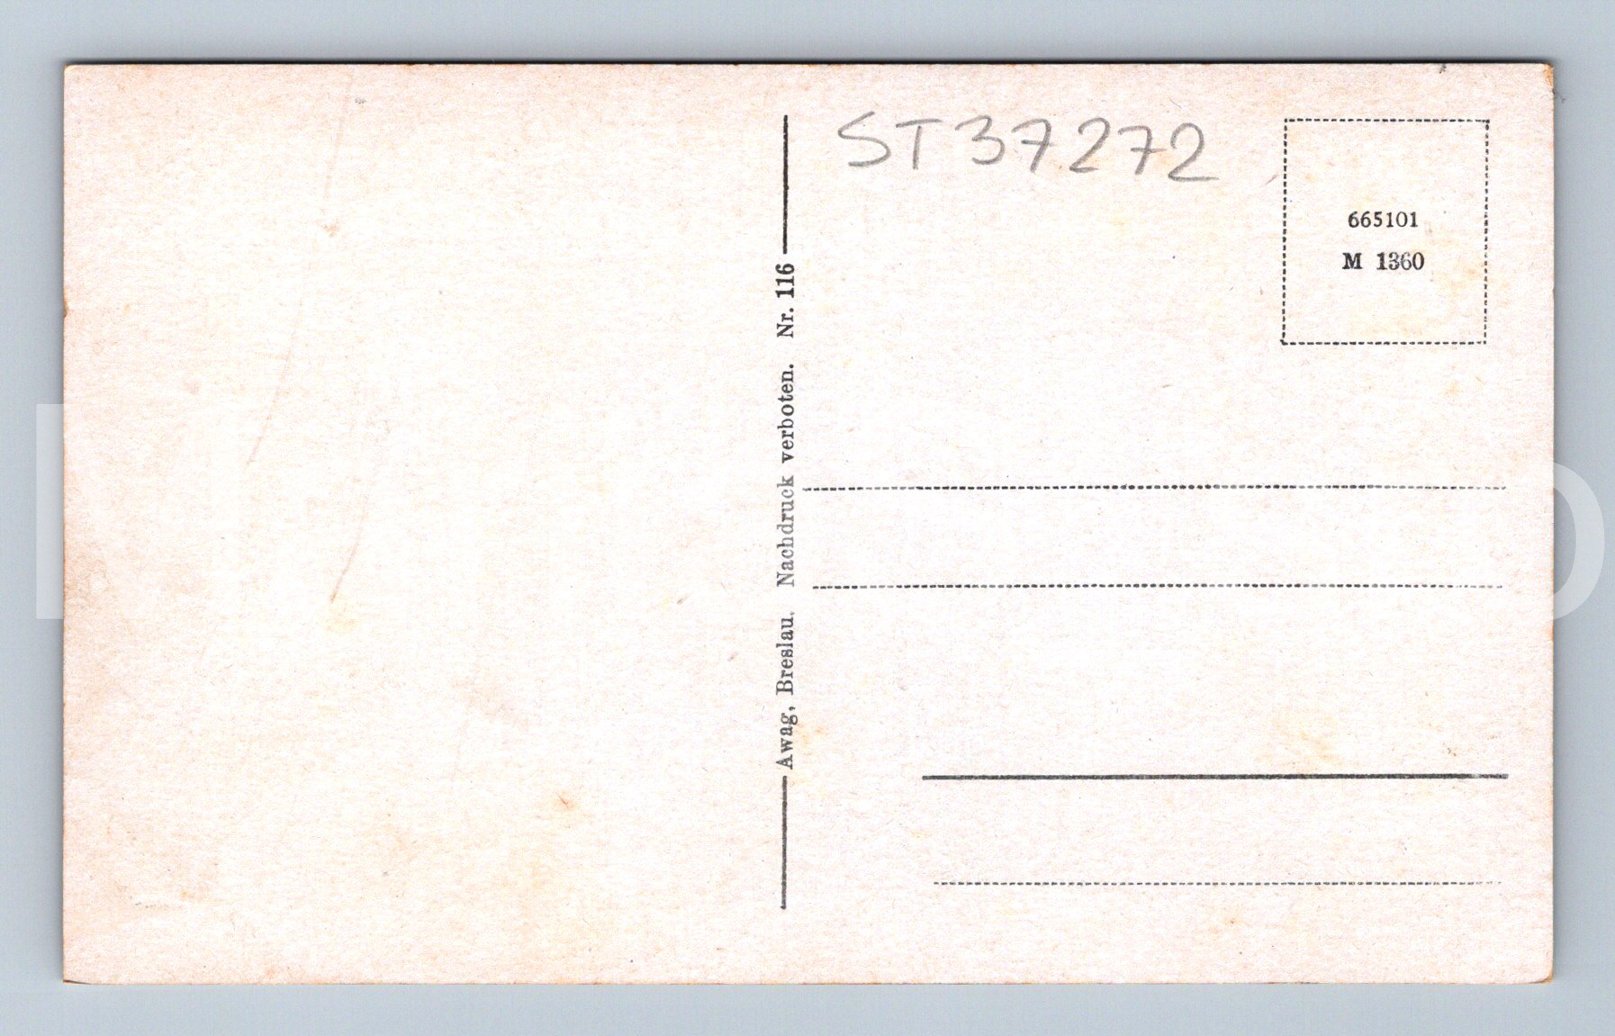 ST37272
665101
M 1360
Awag, Breslau. Nachdruck verboten. Nr. 116